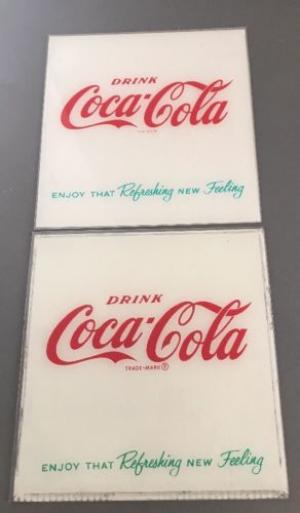 DRINK
Coca-Cola
ENJOY THAT Refreshing NEW Feeling
DRINK
Coca-Cola
TRADE-MARK®
ENJOY THAT Refreshing NEW Feeling